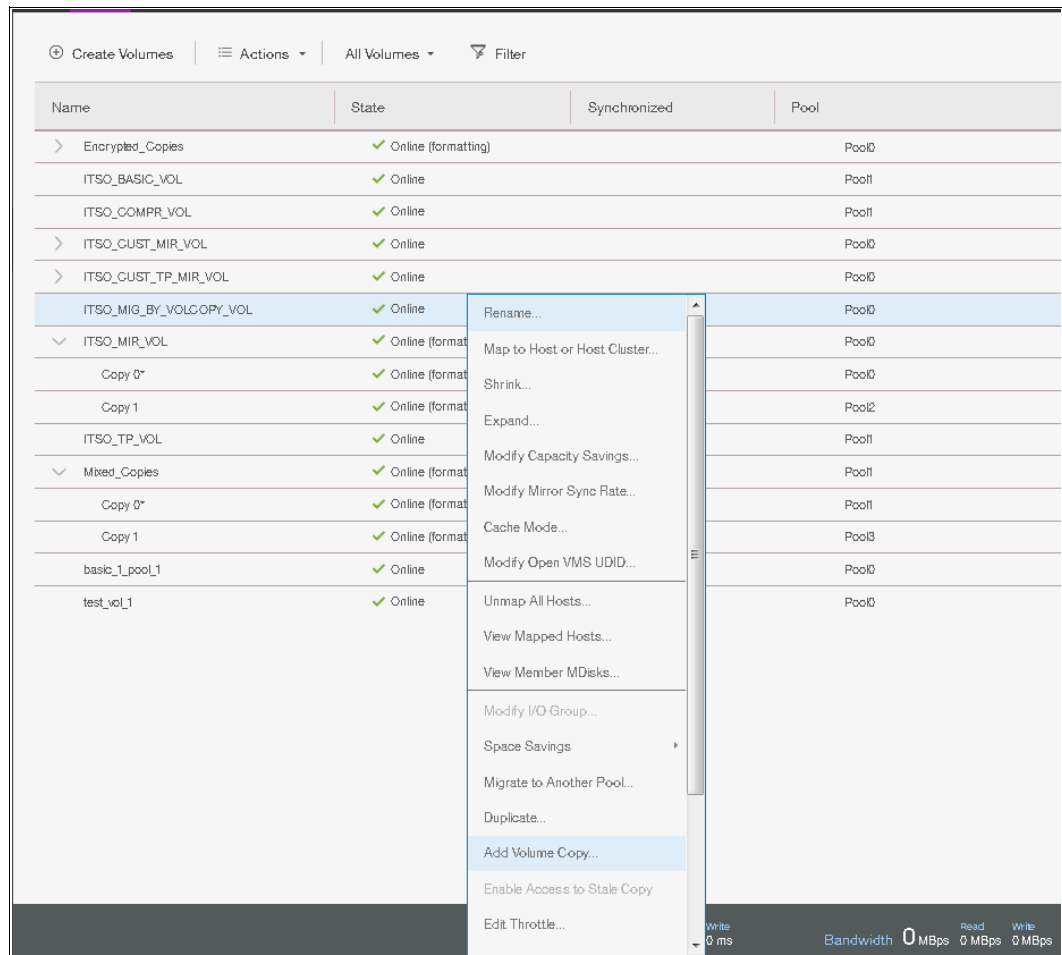 Create Volumes Actions All Volumes Filter
Name State Synchronized Pool
Encrypted_Copies Online (formatting) Pool0
ITSO_BASIC_VOL Online Pool1
ITSO_COMPR_VOL Online Pool1
ITSO_CUST_MIR_VOL Online Pool0
ITSO_CUST_TP_MIR_VOL Online Pool0
ITSO_MIG_BY_VOLCOPY_VOL Online Pool0
Rename...
ITSO_MIR_VOL Online (format Pool0
Map to Host or Host Cluster...
Copy 0* Online (format Pool0
Shrink...
Copy 1 Online (format Pool2
Expand...
ITSO_TP_VOL Online Pool1
Modify Capacity Savings...
Mixed_Copies Online (format Pool1
Modify Mirror Sync Rate...
Copy 0* Online (format Pool1
Cache Mode...
Copy 1 Online (format Pool3
Modify Open VMS UDID...
basic_1_pool_1 Online Pool0
Unmap All Hosts...
test_vol_1 Online Pool0
View Mapped Hosts...
View Member MDisks...
Modify I/O Group...
Space Savings
Migrate to Another Pool...
Duplicate...
Add Volume Copy...
Enable Access to Stale Copy
Edit Throttle...
Write Read Write
0 ms Bandwidth 0 MBps 0 MBps 0 MBps